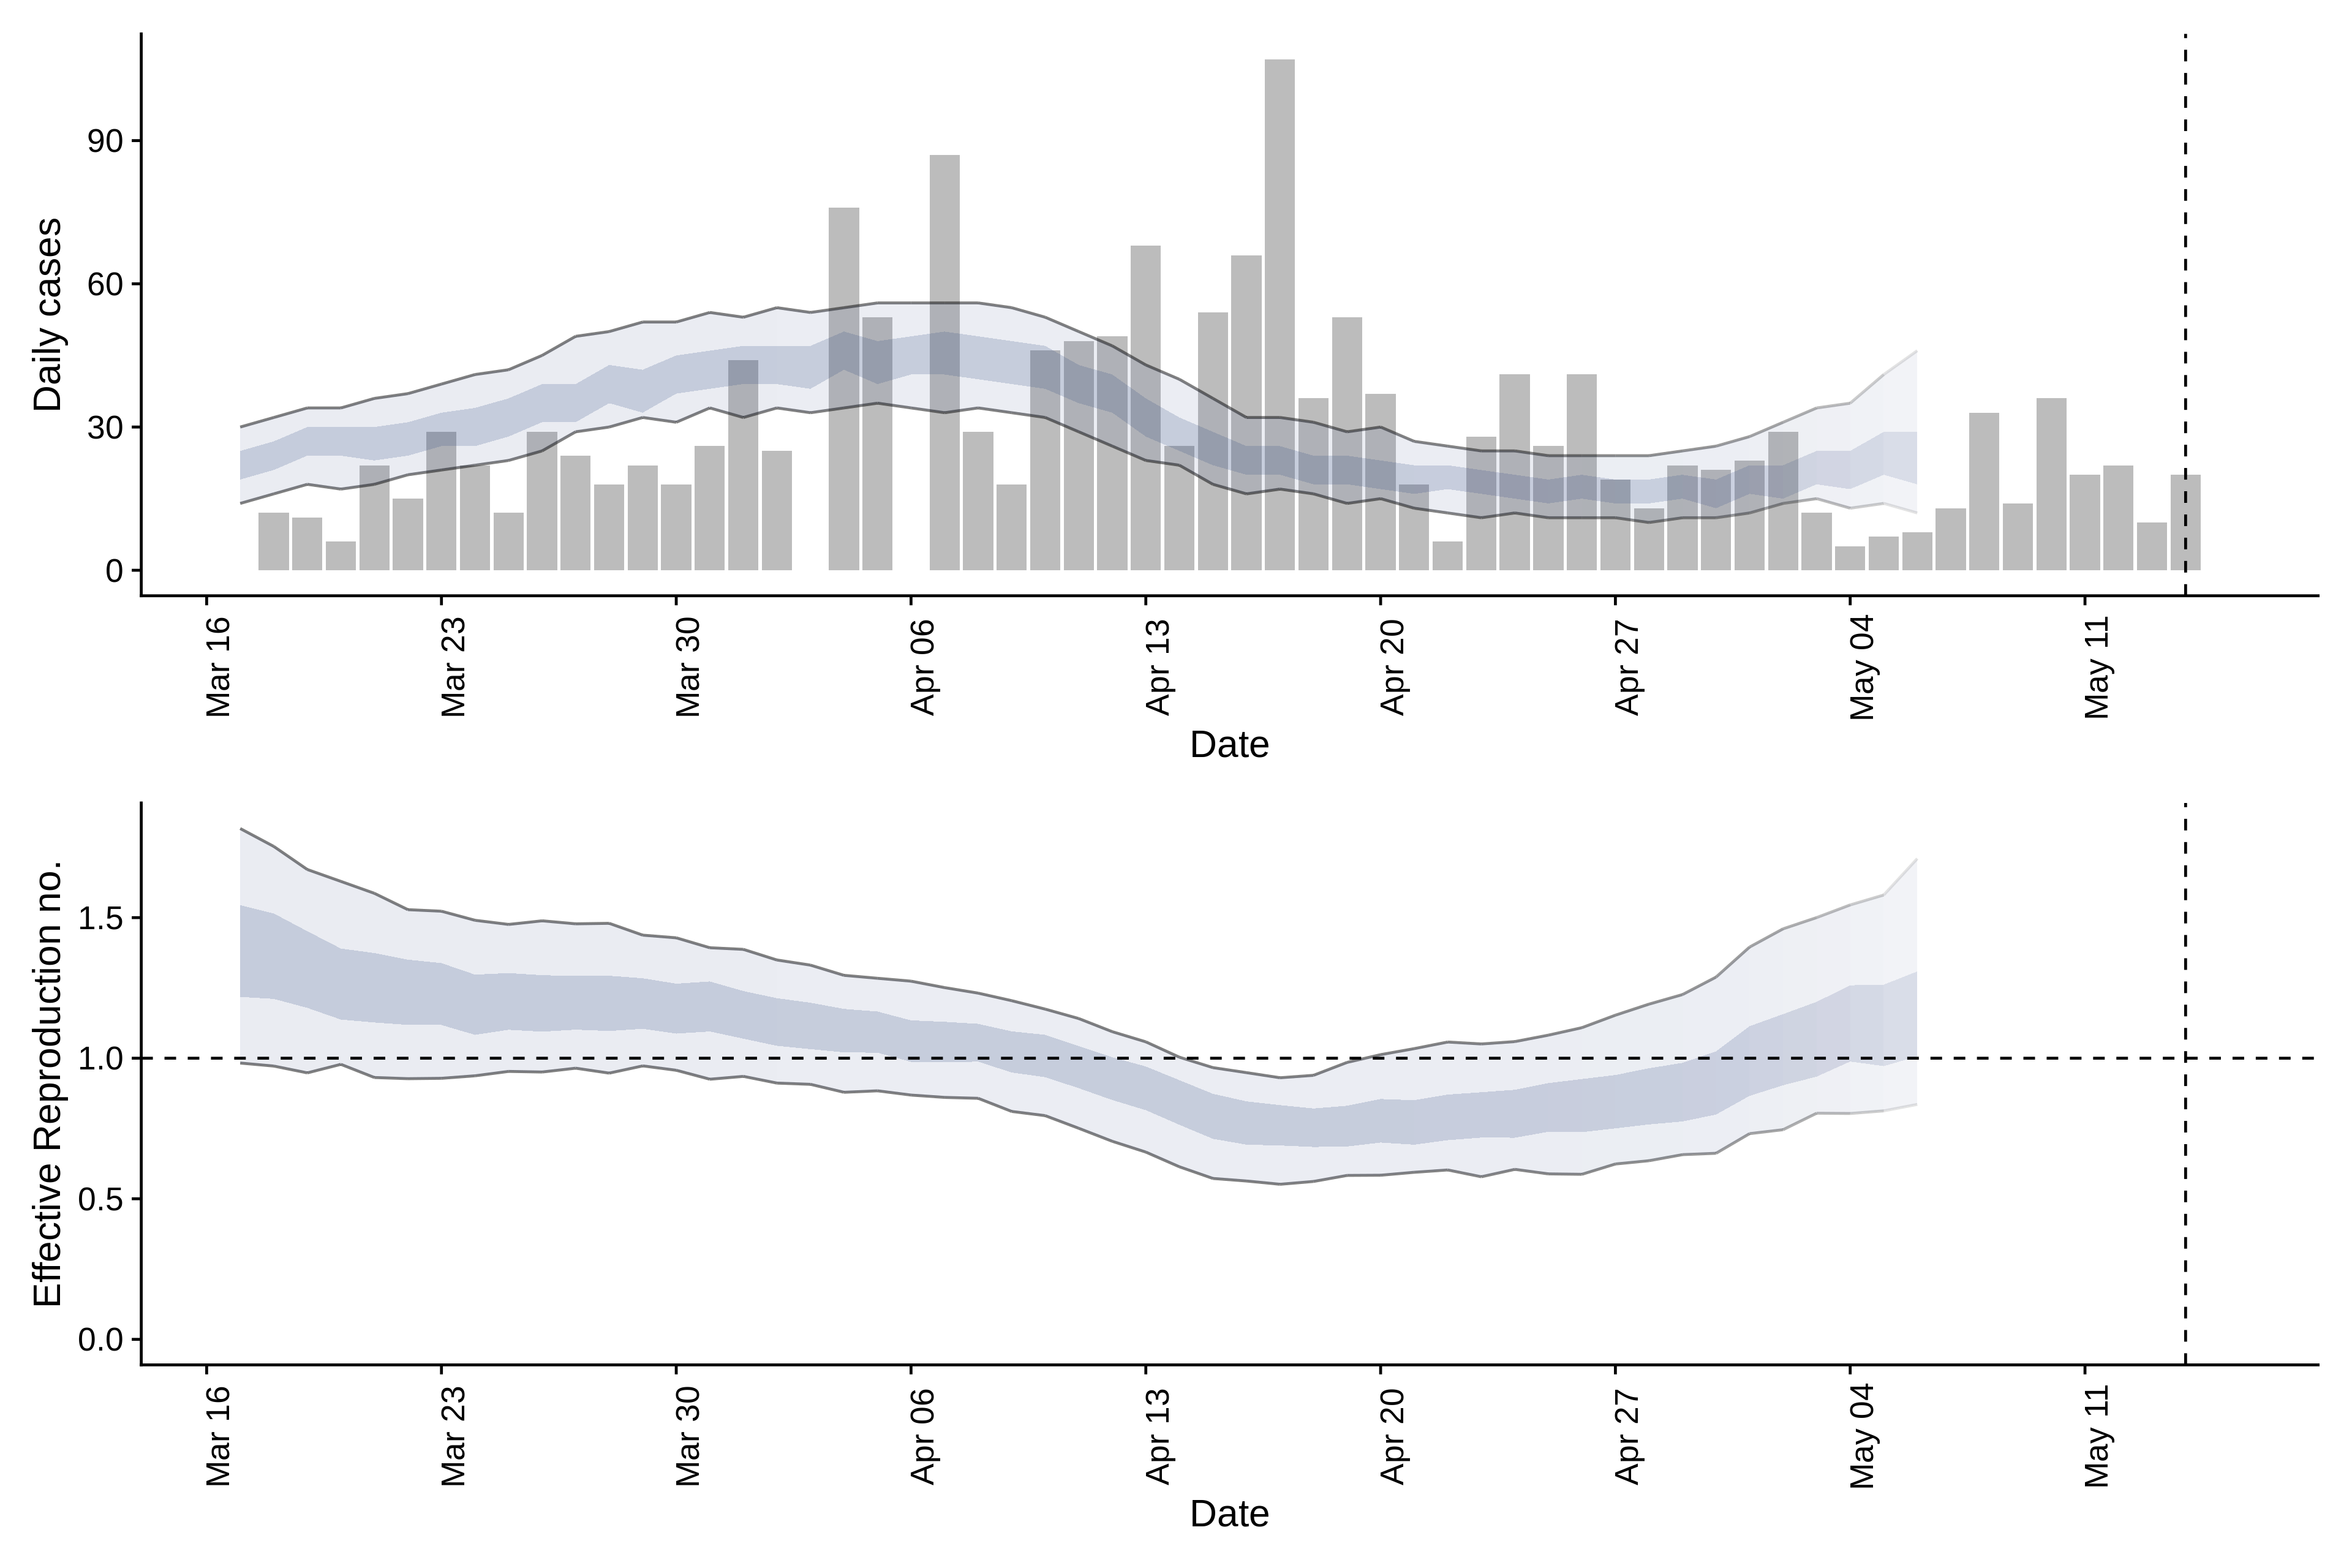 Daily cases
90
60
30
0
Mar 16
Mar 23
Mar 30
Apr 06
Apr 13
Apr 20
Apr 27
May 04
May 11
Date
Effective Reproduction no.
1.5
1.0
0.5
0.0
Mar 16
Mar 23
Mar 30
Apr 06
Apr 13
Apr 20
Apr 27
May 04
May 11
Date